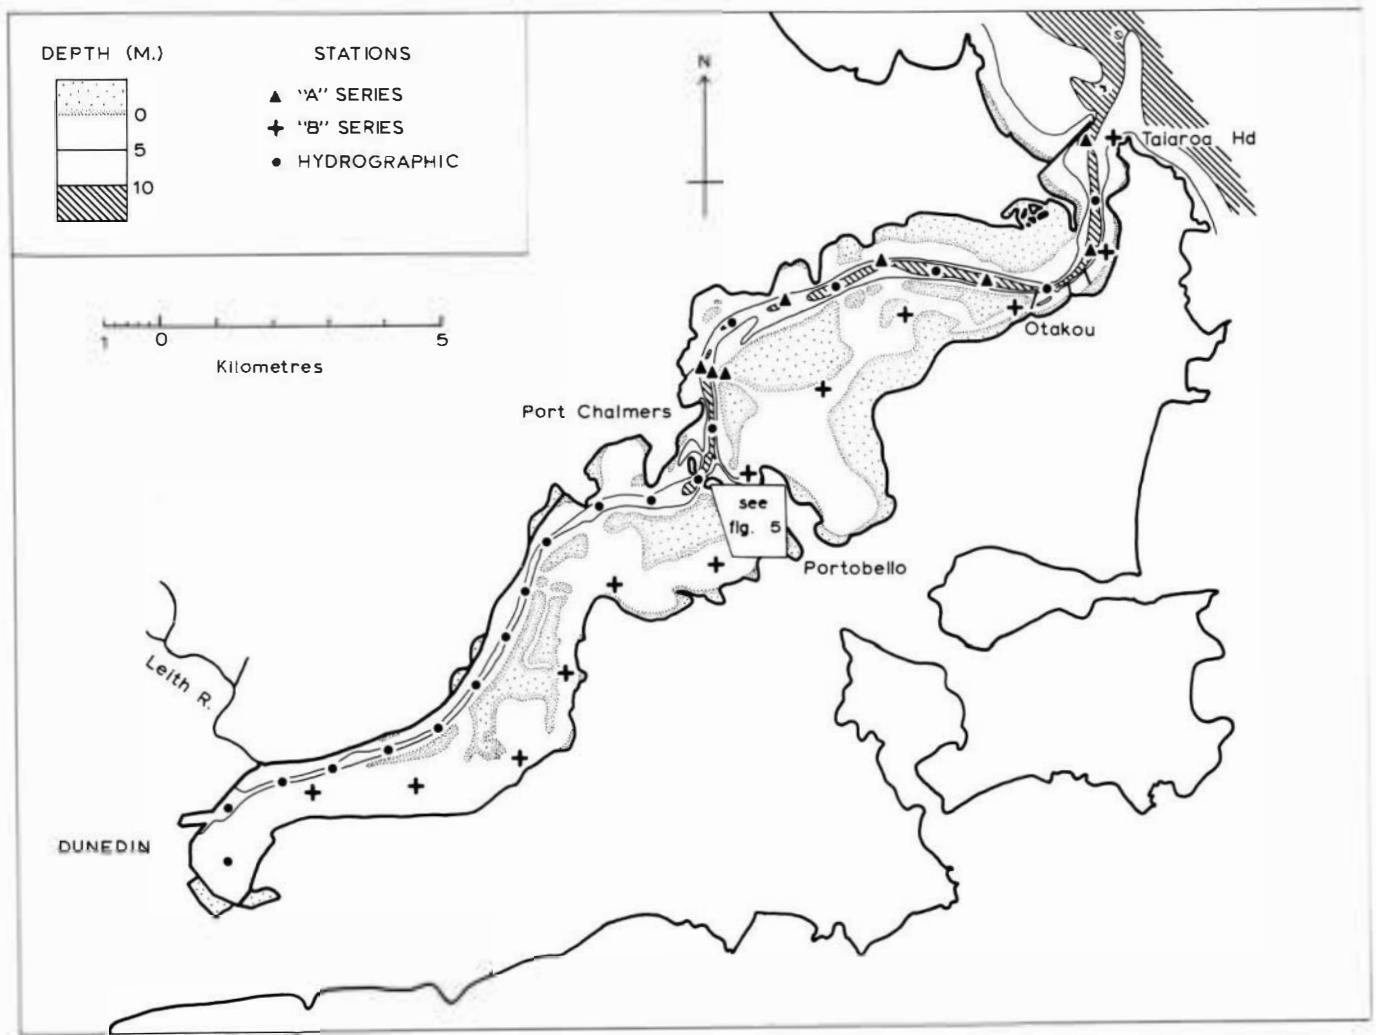 DEPTH (M.)
0
5
10
STATIONS
"A" SERIES
"B" SERIES
HYDROGRAPHIC
N
S
Taiaroa Hd
1 0 5
Kilometres
Otakou
Port Chalmers
see
fig. 5
Portobello
Leith R.
DUNEDIN